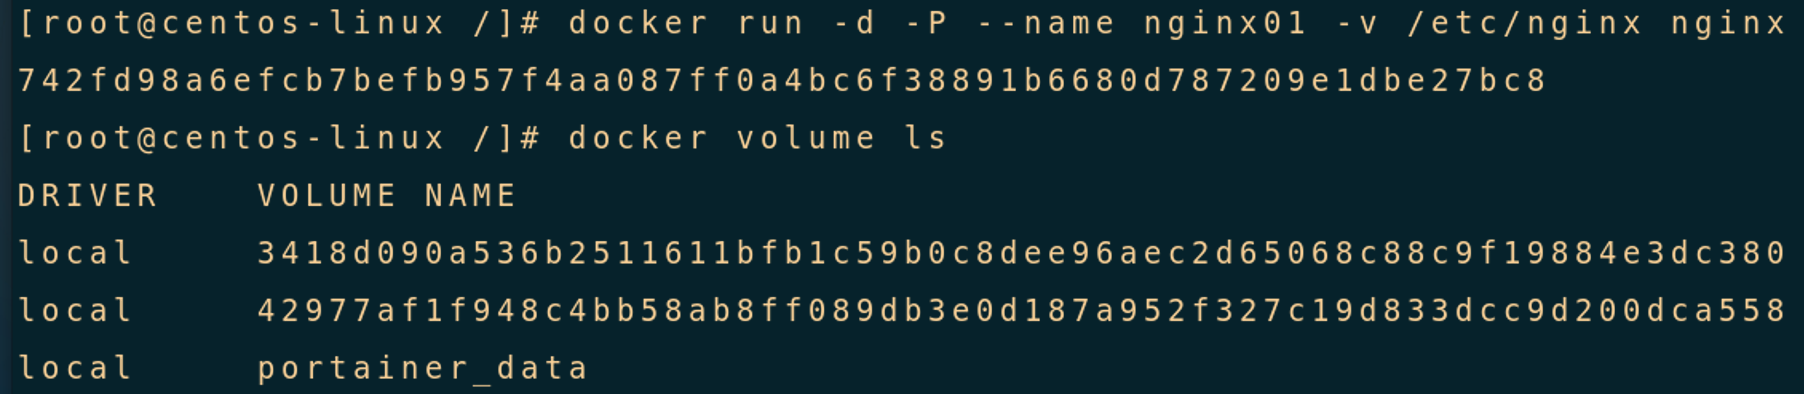 [root@centos-linux /]# docker run -d -P --name nginx01 -v /etc/nginx nginx
742fd98a6efcb7befb957f4aa087ff0a4bc6f38891b6680d787209e1dbe27bc8
[root@centos-linux /]# docker volume ls
DRIVER    VOLUME NAME
local     3418d090a536b2511611bfb1c59b0c8dee96aec2d65068c88c9f19884e3dc380
local     42977af1f948c4bb58ab8ff089db3e0d187a952f327c19d833dcc9d200dca558
local     portainer_data